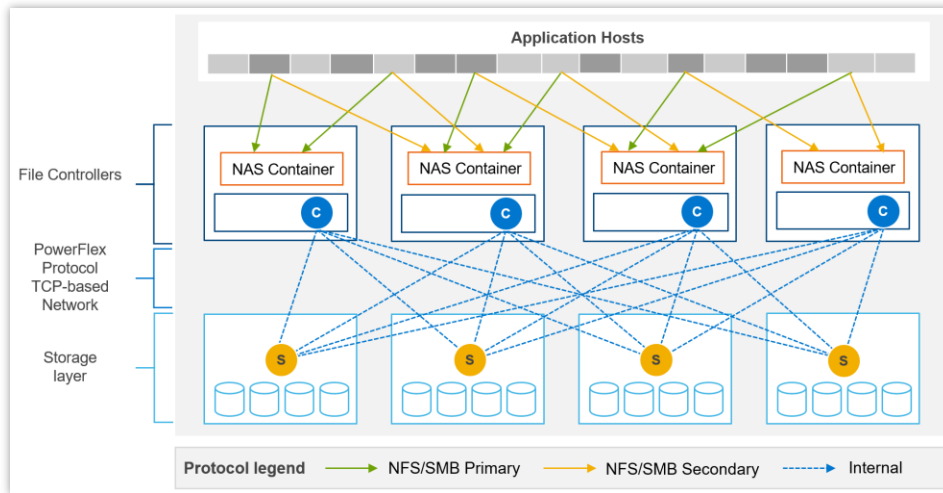 Application Hosts
File Controllers
NAS Container
NAS Container
NAS Container
NAS Container
C
C
C
C
PowerFlex
Protocol
TCP-based
Network
Storage
layer
S
S
S
S
Protocol legend
NFS/SMB Primary
NFS/SMB Secondary
Internal